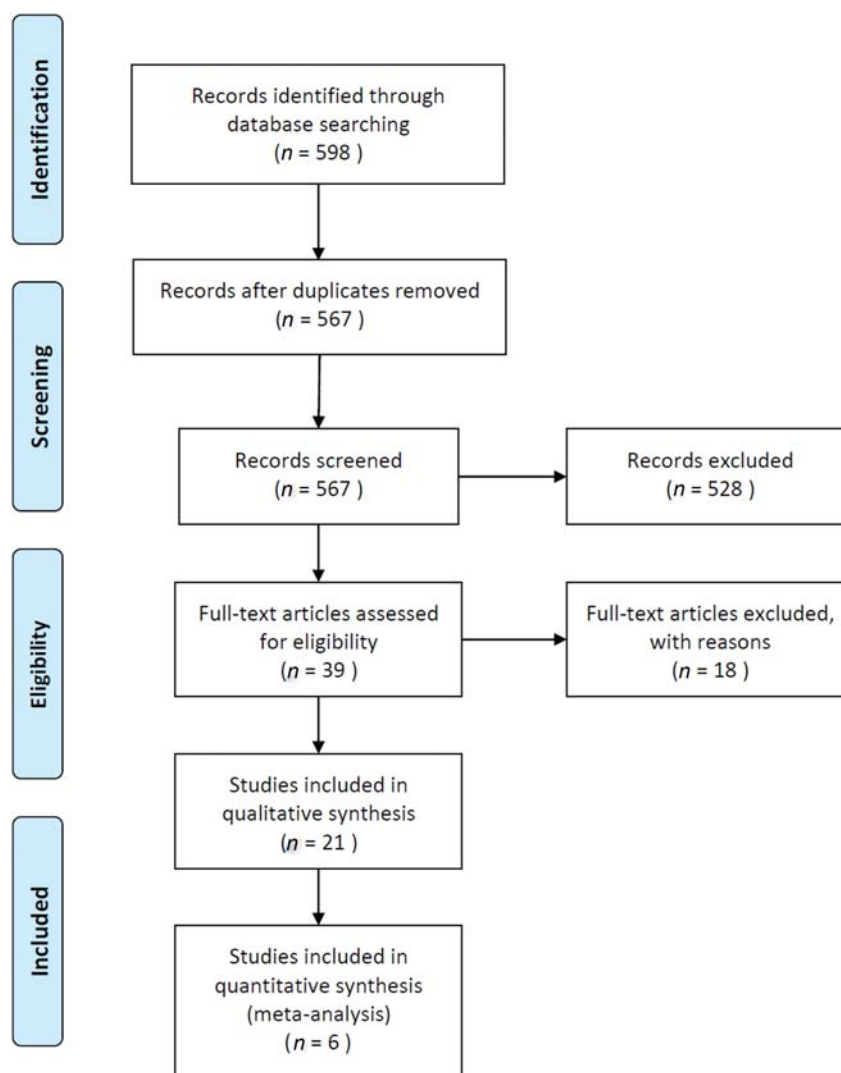 Identification
Records identified through
database searching
(n = 598 )
Screening
Records after duplicates removed
(n = 567 )
Records screened
(n = 567 )
Records excluded
(n = 528 )
Eligibility
Full-text articles assessed
for eligibility
(n = 39 )
Full-text articles excluded,
with reasons
(n = 18 )
Studies included in
qualitative synthesis
(n = 21 )
Included
Studies included in
quantitative synthesis
(meta-analysis)
(n = 6 )